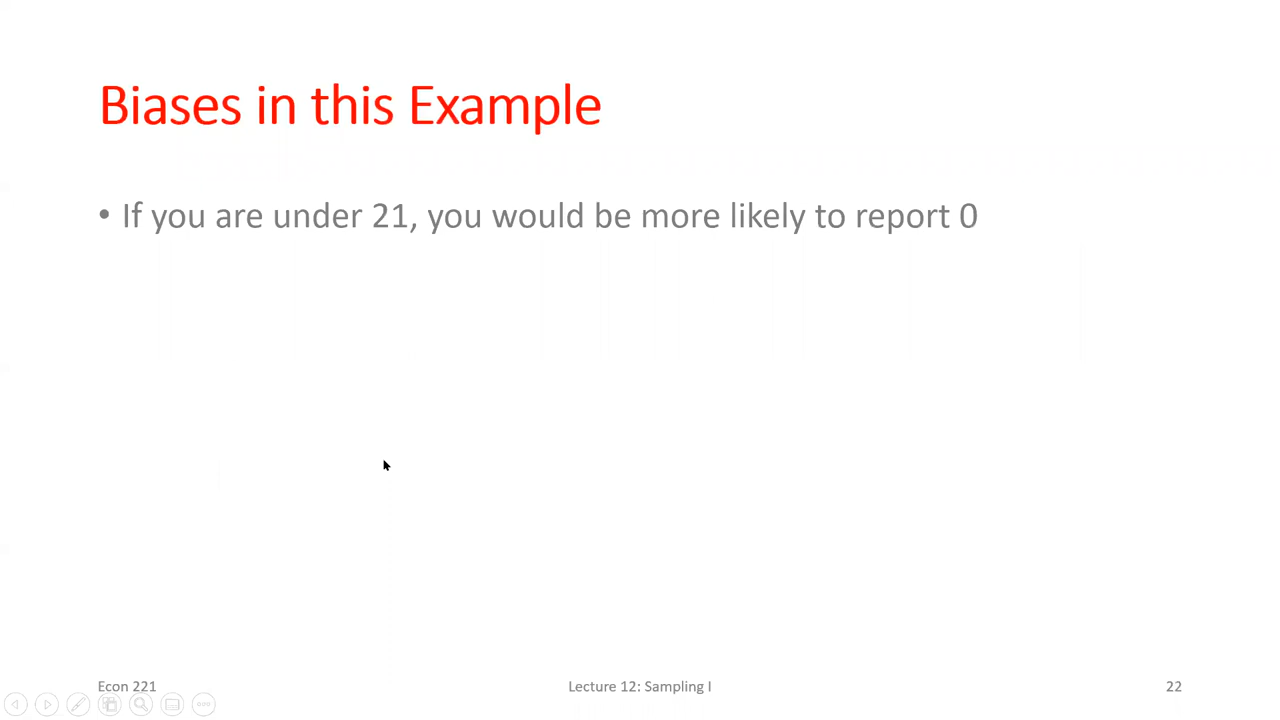 Biases in this Example
• If you are under 21, you would be more likely to report 0
Econ 221
Lecture 12: Sampling I
22